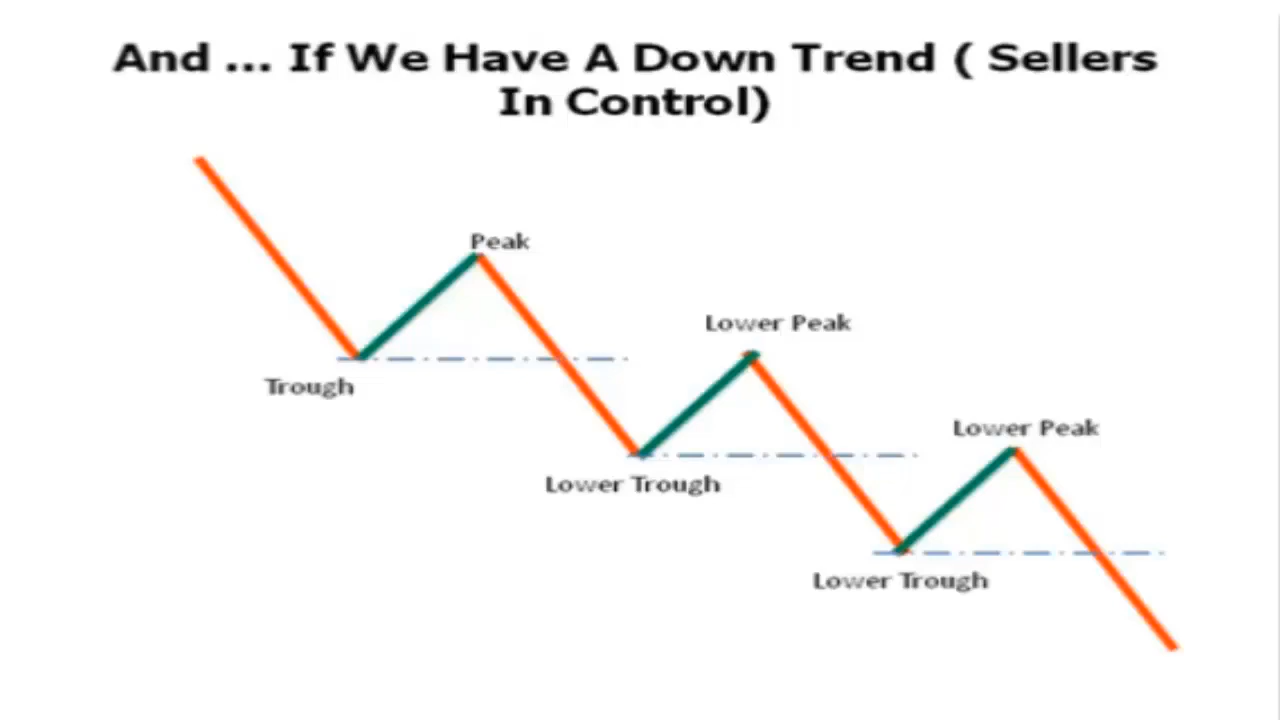 And ... If We Have A Down Trend ( Sellers
In Control)
Peak
Lower Peak
Trough
Lower Peak
Lower Trough
Lower Trough